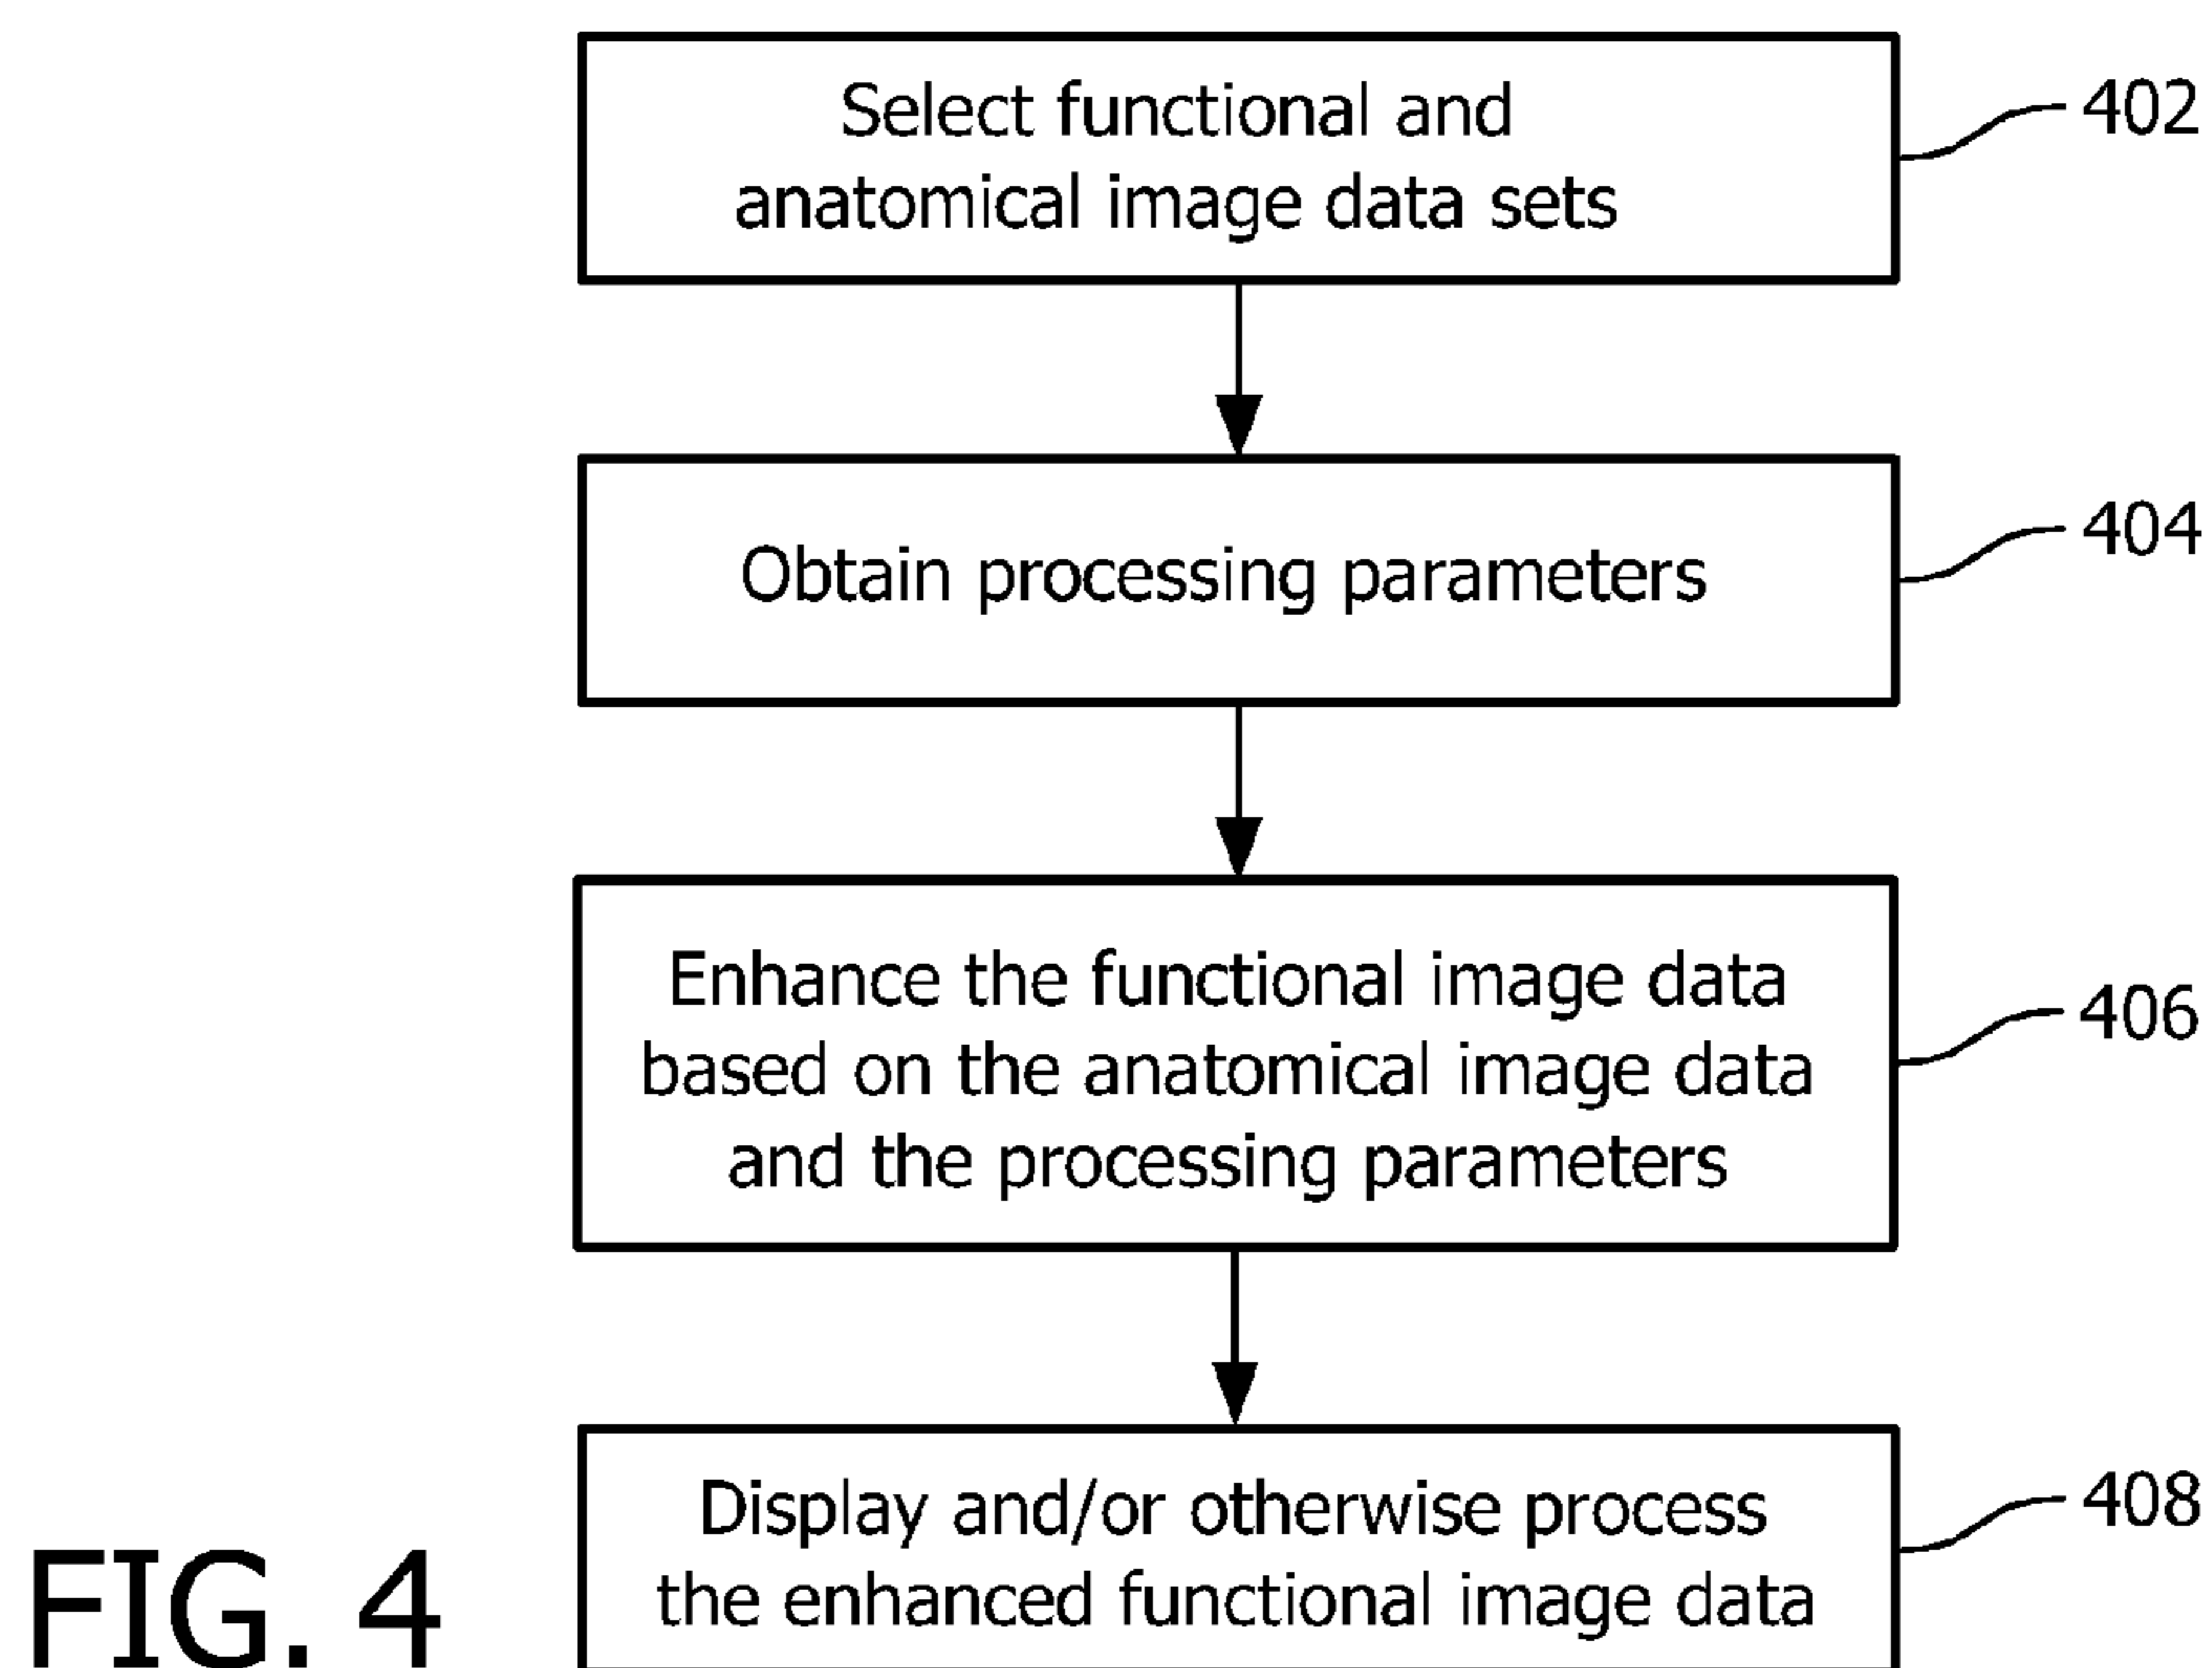 Select functional and
anatomical image data sets
402
Obtain processing parameters
404
Enhance the functional image data
based on the anatomical image data
and the processing parameters
406
Display and/or otherwise process
the enhanced functional image data
408
FIG. 4